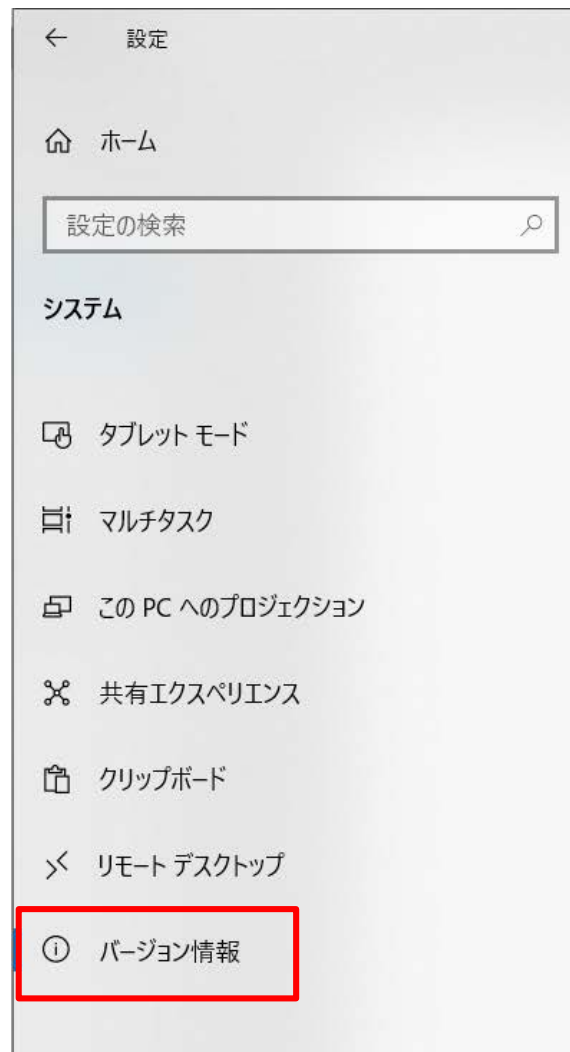 設定
ホーム
設定の検索
システム
タブレット モード
マルチタスク
この PC へのプロジェクション
共有エクスペリエンス
クリップボード
リモート デスクトップ
バージョン情報